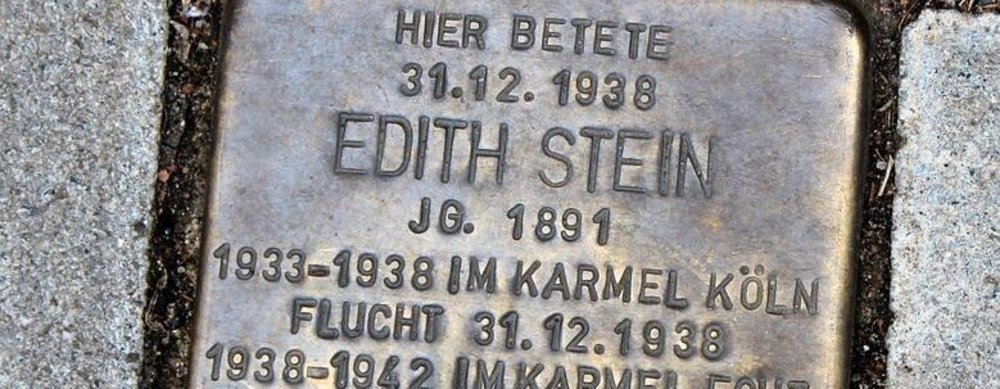 HIER BETETE
31.12. 1938
EDITH STEIN
JG. 1891
1933-1938 IM KARMEL KÖLN
FLUCHT 31.12.1938
1938-1942 IM KARMEL